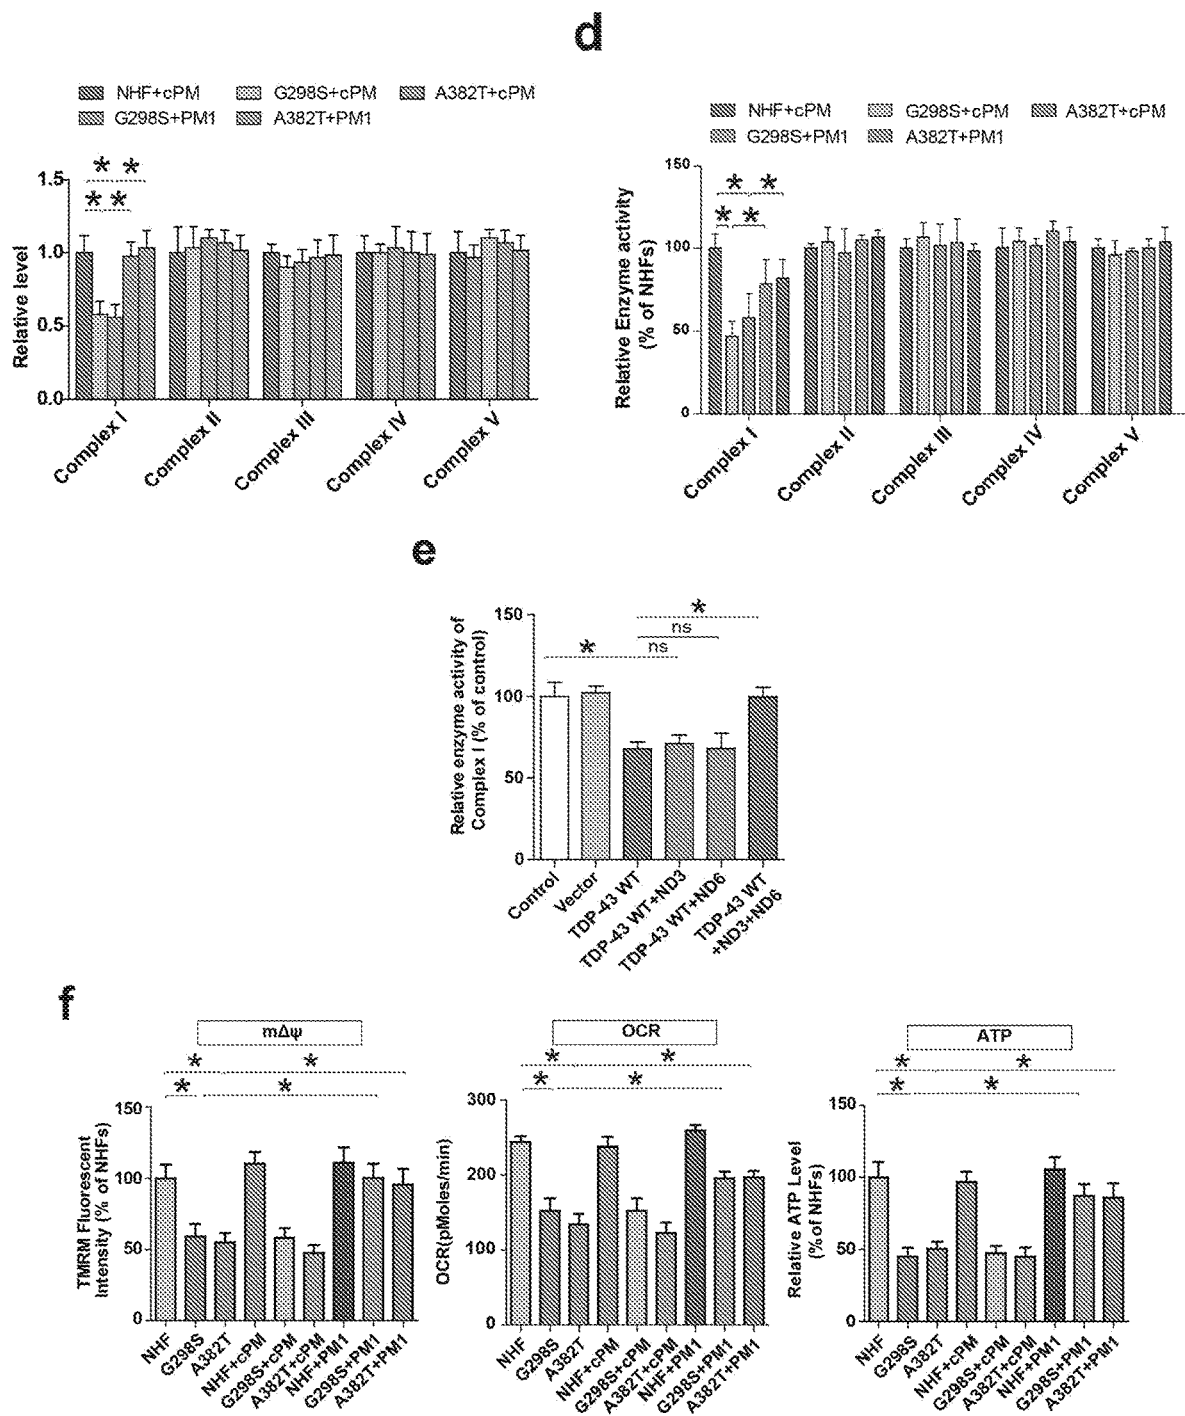 d
NHF+cPM G298S+cPM A382T+cPM
G298S+PM1 A382T+PM1
Relative level
1.5
1.0
0.5
0.0
* *
* *
Complex I
Complex II
Complex III
Complex IV
Complex V
NHF+cPM G298S+cPM A382T+cPM
G298S+PM1 A382T+PM1
Relative Enzyme activity
(% of NHFs)
150
100
50
0
* *
* *
Complex I
Complex II
Complex III
Complex IV
Complex V
e
Relative enzyme activity of
Complex I (% of control)
150
100
50
0
*
ns
* ns
Control
Vector
TDP-43 WT
TDP-43 WT+ND3
TDP-43 WT+ND6
TDP-43 WT
+ND3+ND6
f
mΔψ
* *
* *
TMRM Fluorescent
Intensity (% of NHFs)
150
100
50
0
NHF
G298S
A382T
NHF+cPM
G298S+cPM
A382T+cPM
NHF+PM1
G298S+PM1
A382T+PM1
OCR
* *
* *
OCR(pMoles/min)
300
200
100
0
NHF
G298S
A382T
NHF+cPM
G298S+cPM
A382T+cPM
NHF+PM1
G298S+PM1
A382T+PM1
ATP
* *
* *
Relative ATP Level
(%of NHFs)
150
100
50
0
NHF
G298S
A382T
NHF+cPM
G298S+cPM
A382T+cPM
NHF+PM1
G298S+PM1
A382T+PM1